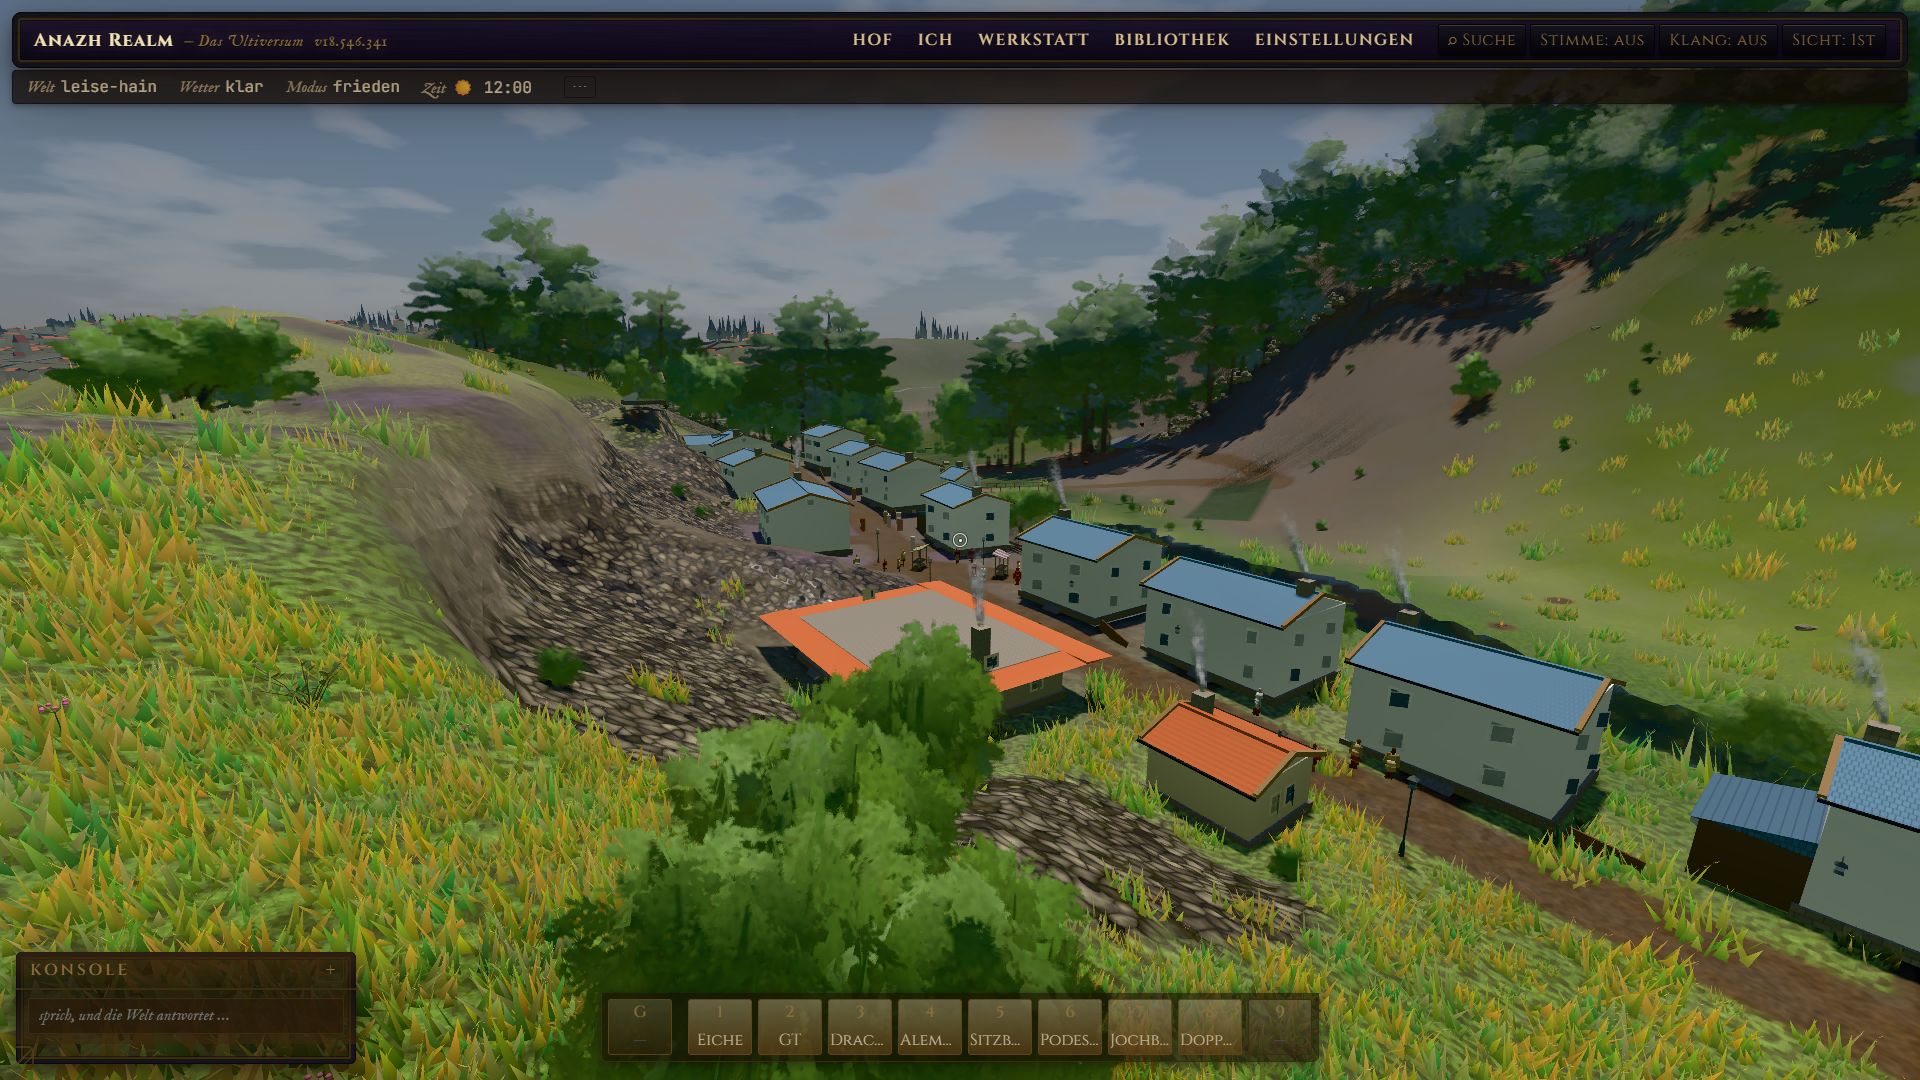 Anazh Realm – Das Ultiversum v18.546.341
HOF ICH WERKSTATT BIBLIOTHEK EINSTELLUNGEN ⌕ SUCHE STIMME: AUS KLANG: AUS SICHT: IST
Welt leise-hain Wetter klar Modus frieden Zeit 12:00 ...
KONSOLE +
sprich, und die Welt antwortet ...
G 1 2 3 4 5 6 7 8 9
— EICHE GT DRAC... ALEM... SITZB... PODES... JOCHB... DOPP... —